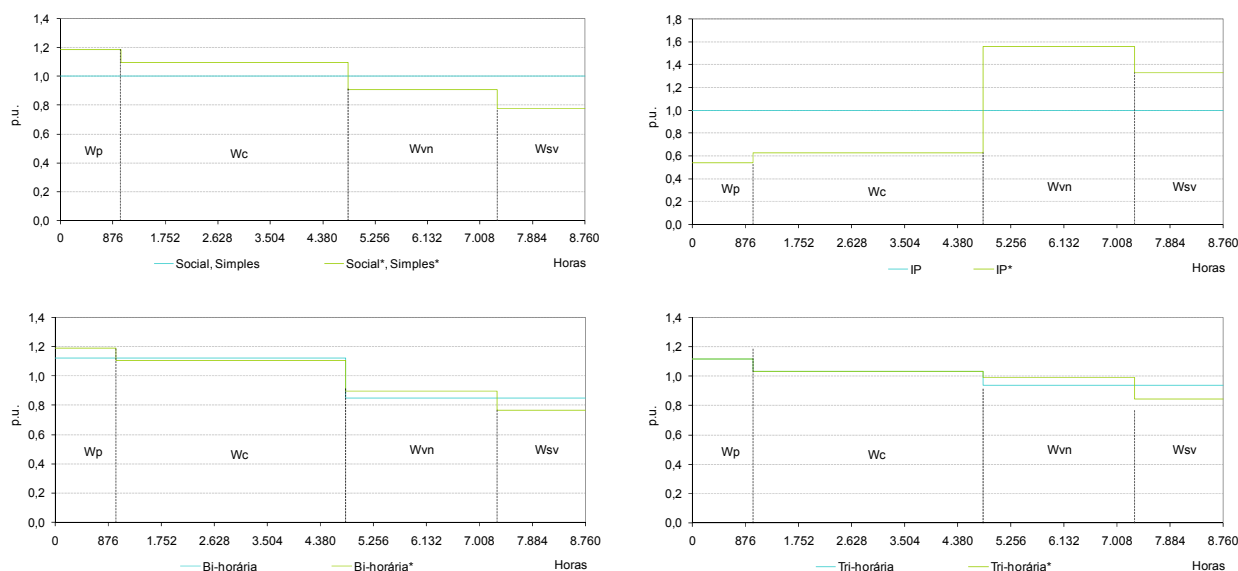 1,4
1,2
1,0
0,8
0,6
0,4
0,2
0,0
p.u.
Wp
Wc
Wvn
Wsv
0 876 1.752 2.628 3.504 4.380 5.256 6.132 7.008 7.884 8.760
Social, Simples Social*, Simples* Horas
1,8
1,6
1,4
1,2
1,0
0,8
0,6
0,4
0,2
0,0
p.u.
Wp
Wc
Wvn
Wsv
0 876 1.752 2.628 3.504 4.380 5.256 6.132 7.008 7.884 8.760
IP IP* Horas
1,4
1,2
1,0
0,8
0,6
0,4
0,2
0,0
p.u.
Wp
Wc
Wvn
Wsv
0 876 1.752 2.628 3.504 4.380 5.256 6.132 7.008 7.884 8.760
Bi-horária Bi-horária* Horas
1,4
1,2
1,0
0,8
0,6
0,4
0,2
0,0
p.u.
Wp
Wc
Wvn
Wsv
0 876 1.752 2.628 3.504 4.380 5.256 6.132 7.008 7.884 8.760
Tri-horária Tri-horária* Horas